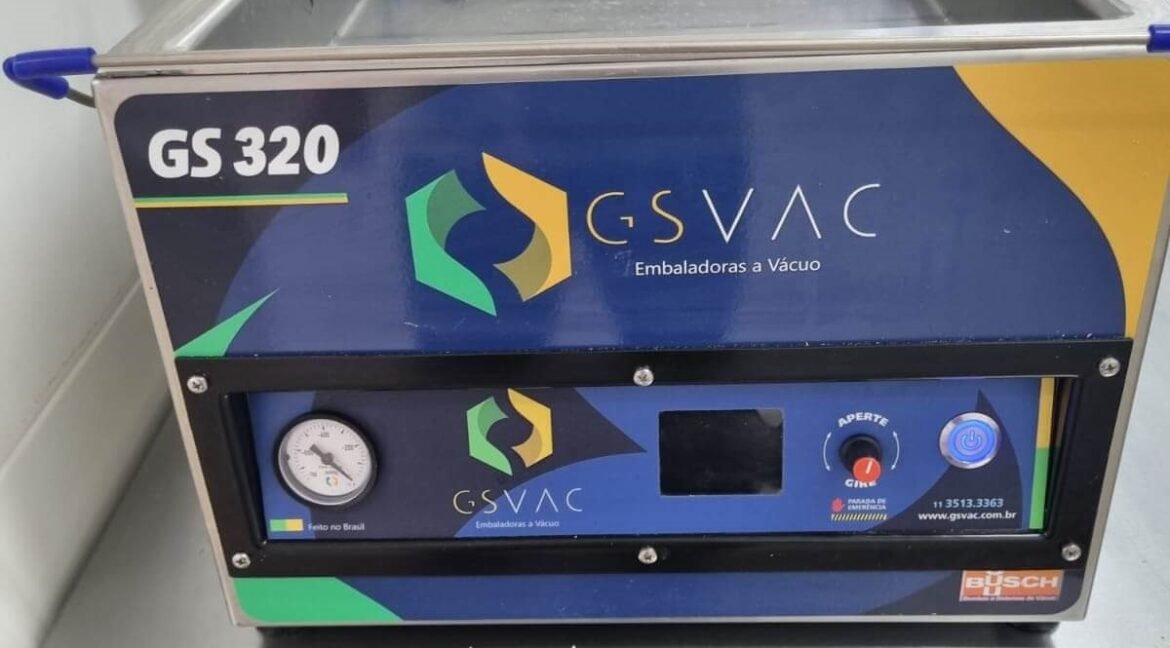 GS 320
GSVAC
Embaladoras a Vácuo
APERTE
GIRE
PARADA DE
EMERÊNCIA
GSVAC
Embaladoras a Vácuo
Feito no Brasil
11 3513.3363
www.gsvac.com.br
BUSCH